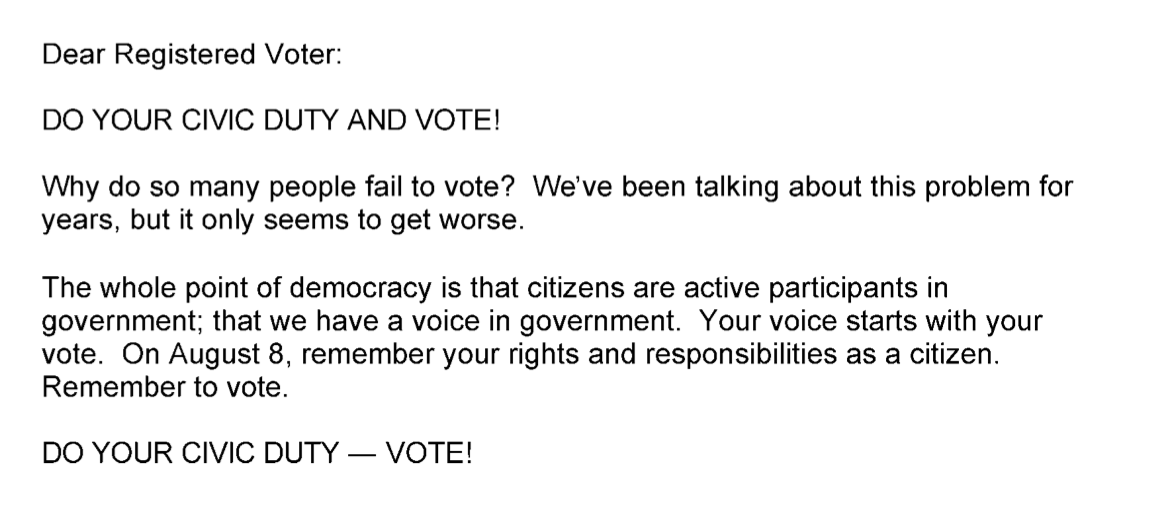 Dear Registered Voter:
DO YOUR CIVIC DUTY AND VOTE!
Why do so many people fail to vote?  We’ve been talking about this problem for
years, but it only seems to get worse.
The whole point of democracy is that citizens are active participants in
government; that we have a voice in government.  Your voice starts with your
vote.  On August 8, remember your rights and responsibilities as a citizen.
Remember to vote.
DO YOUR CIVIC DUTY — VOTE!